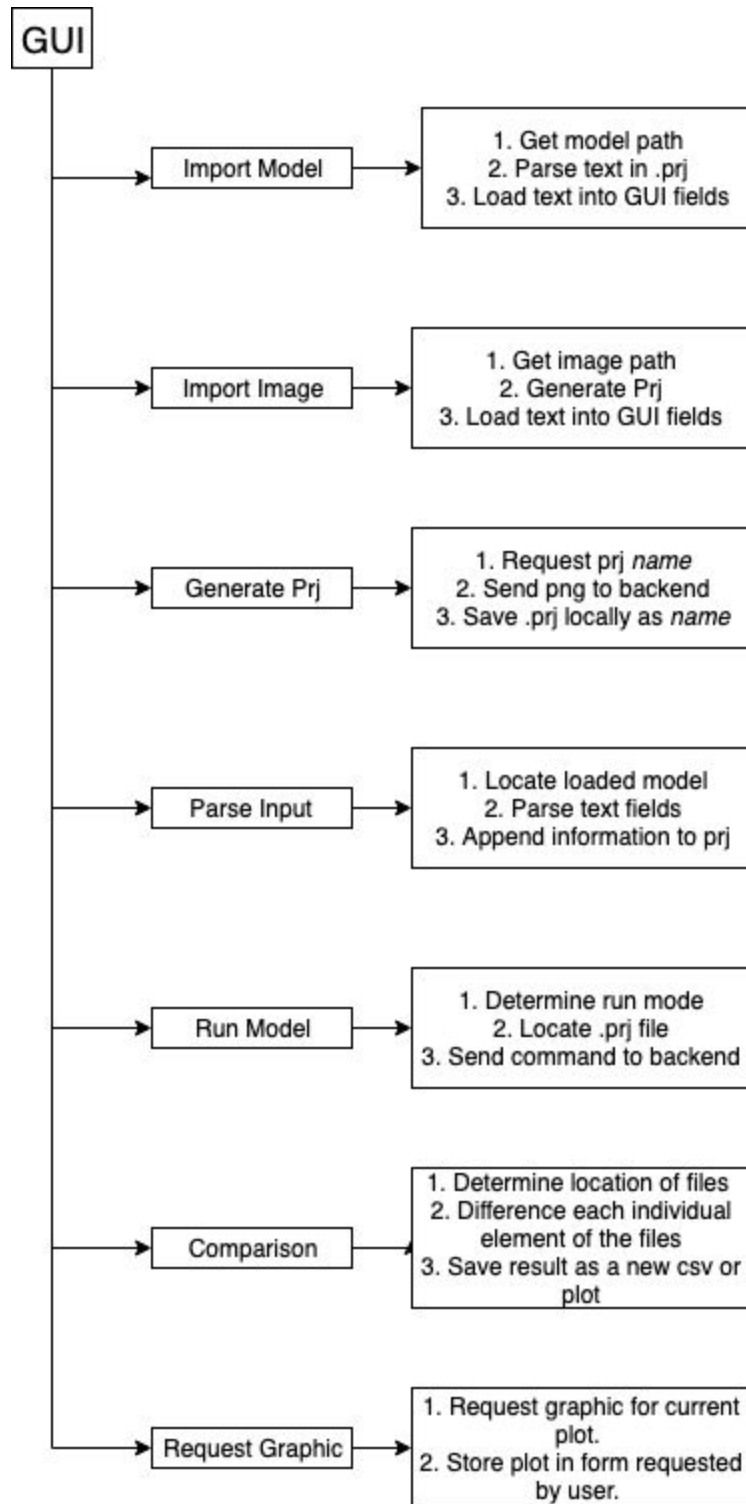 GUI
Import Model
1. Get model path
2. Parse text in .prj
3. Load text into GUI fields
Import Image
1. Get image path
2. Generate Prj
3. Load text into GUI fields
Generate Prj
1. Request prj name
2. Send png to backend
3. Save .prj locally as name
Parse Input
1. Locate loaded model
2. Parse text fields
3. Append information to prj
Run Model
1. Determine run mode
2. Locate .prj file
3. Send command to backend
Comparison
1. Determine location of files
2. Difference each individual
element of the files
3. Save result as a new csv or
plot
Request Graphic
1. Request graphic for current
plot.
2. Store plot in form requested
by user.